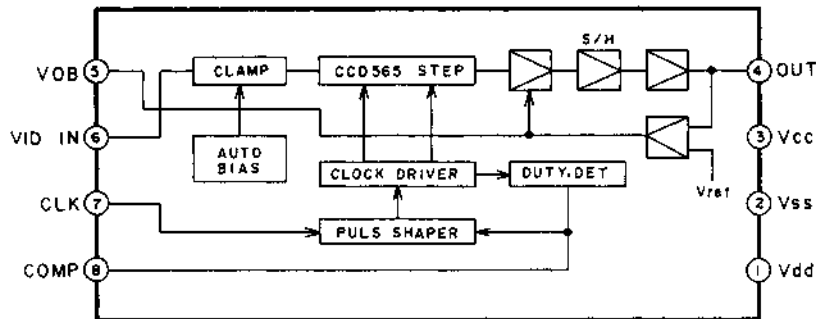 S/H
VOB 5
CLAMP
CCD565 STEP
4 OUT
VID IN 6
3 Vcc
AUTO
BIAS
CLOCK DRIVER
DUTY.DET
Vref
CLK 7
2 Vss
PULS SHAPER
COMP 8
1 Vdd